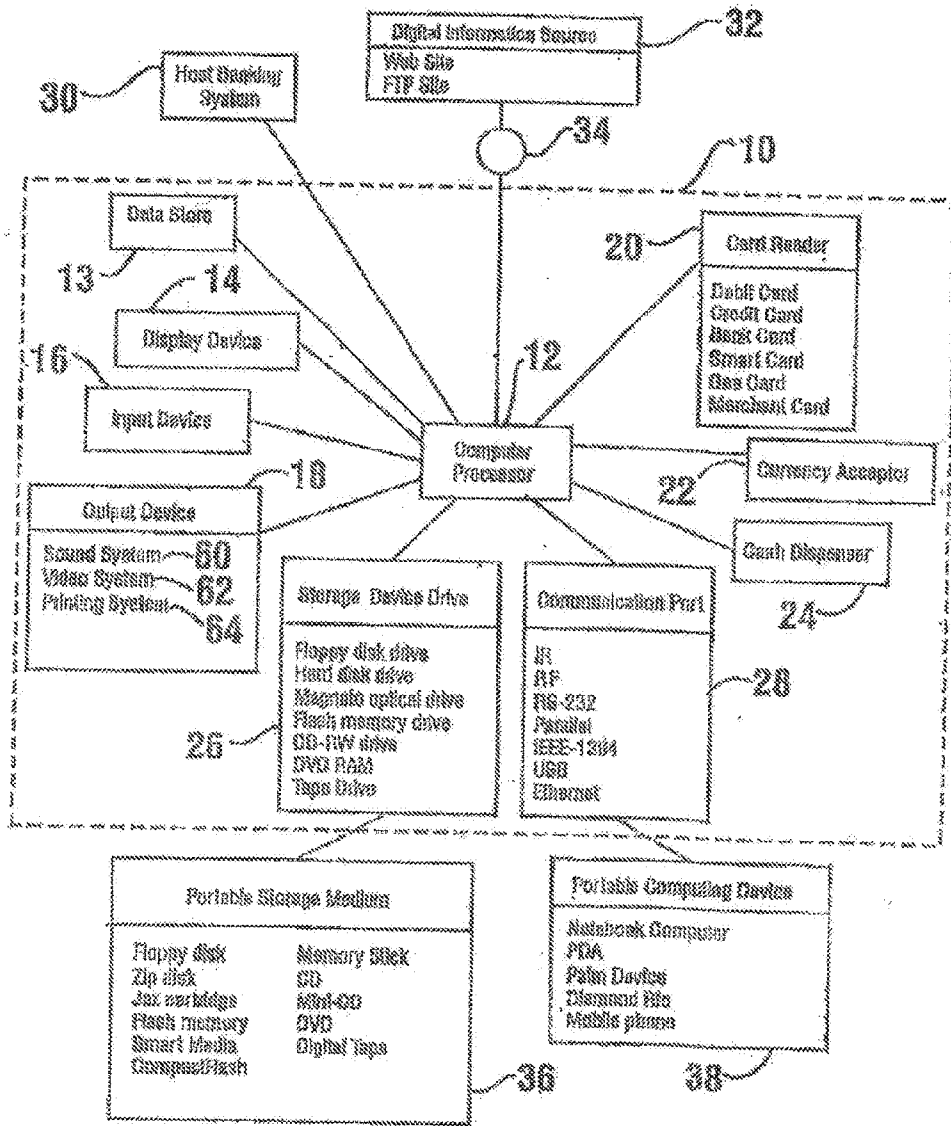 Digital Information Source
32
Web Site
FTP Site
Host Banking
System
30
34
10
Data Store
13
20
Card Reader
Debit Card
Credit Card
Bank Card
Smart Card
Gas Card
Merchant Card
14
Display Device
16
Input Device
12
Computer
Processor
22
Currency Acceptor
18
Output Device
Sound System 60
Video System 62
Printing System 64
Cash Dispenser
24
Storage Device Drive
Floppy disk drive
Hard disk drive
Magneto optical drive
Flash memory drive
CD-RW drive
DVD RAM
Tape Drive
26
Communication Port
IR
RF
RS-232
Parallel
IEEE-1394
USB
Ethernet
28
Portable Storage Medium
Floppy disk
Zip disk
Jaz cartridge
Flash memory
Smart Media
CompactFlash
Memory Stick
CD
Mini-CD
DVD
Digital Tape
36
Portable Computing Device
Notebook Computer
PDA
Palm Device
Diamond Rio
Mobile phone
38